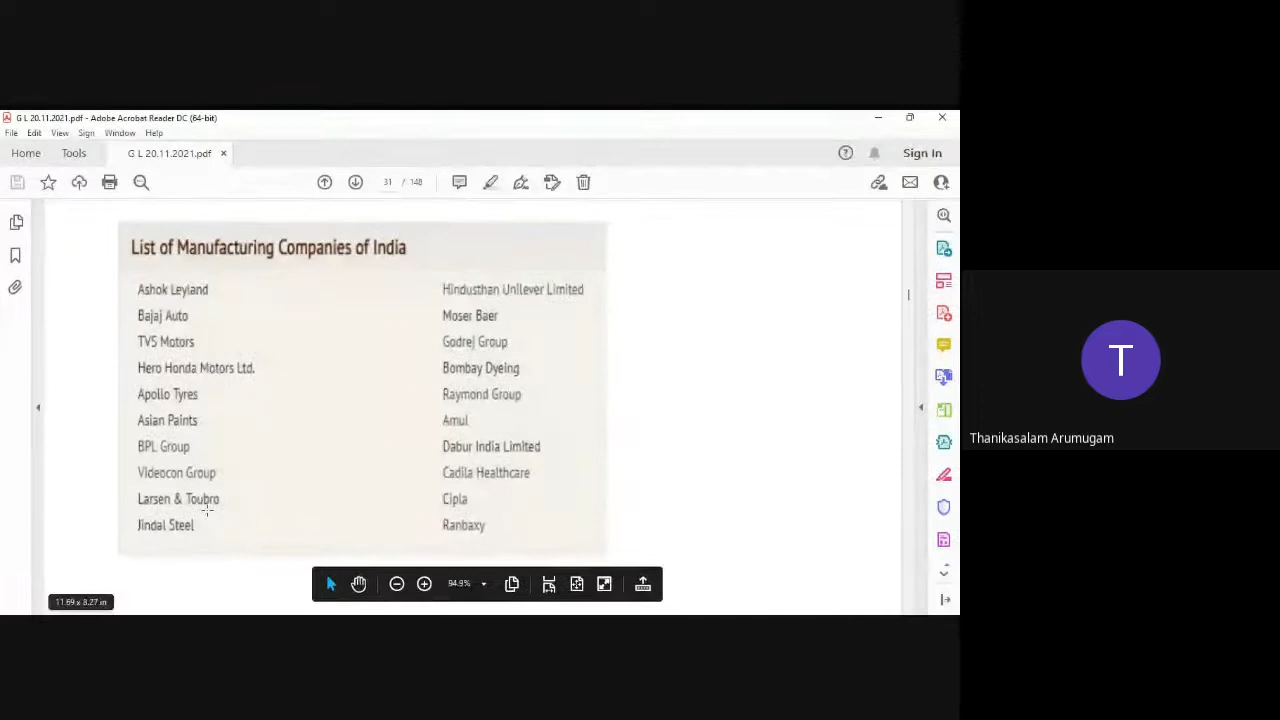 G L 20.11.2021.pdf - Adobe Acrobat Reader DC (64-bit)
File Edit View Sign Window Help
Home Tools G L 20.11.2021.pdf × Sign In
31 / 148
List of Manufacturing Companies of India
Ashok Leyland Hindusthan Unilever Limited
Bajaj Auto Moser Baer
TVS Motors Godrej Group
Hero Honda Motors Ltd. Bombay Dyeing
Apollo Tyres Raymond Group
Asian Paints Amul
BPL Group Dabur India Limited
Videocon Group Cadila Healthcare
Larsen & Toubro Cipla
Jindal Steel Ranbaxy
94.9%
11.69 x 8.27 in
T
Thanikasalam Arumugam